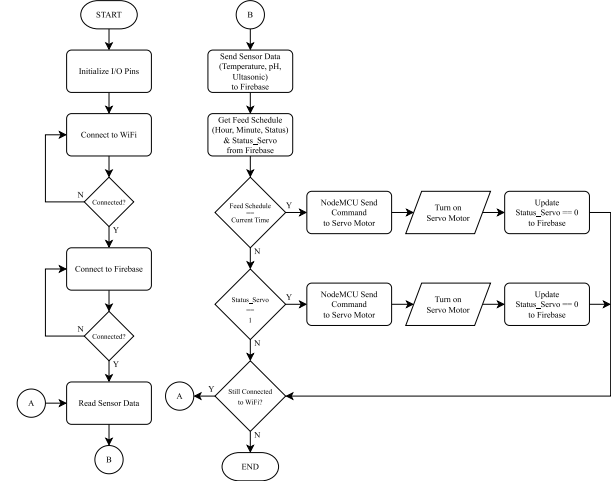 START
Initialize I/O Pins
Connect to WiFi
N
Connected?
Y
Connect to Firebase
N
Connected?
Y
A
Read Sensor Data
B
B
Send Sensor Data
(Temperature, pH,
Ultasonic)
to Firebase
Get Feed Schedule
(Hour, Minute, Status)
& Status_Servo
from Firebase
Feed Schedule
==
Current Time
Y
NodeMCU Send
Command
to Servo Motor
Turn on
Servo Motor
Update
Status_Servo == 0
to Firebase
N
Status_Servo
==
1
Y
NodeMCU Send
Command
to Servo Motor
Turn on
Servo Motor
Update
Status_Servo == 0
to Firebase
N
A
Y
Still Connected
to WiFi?
N
END